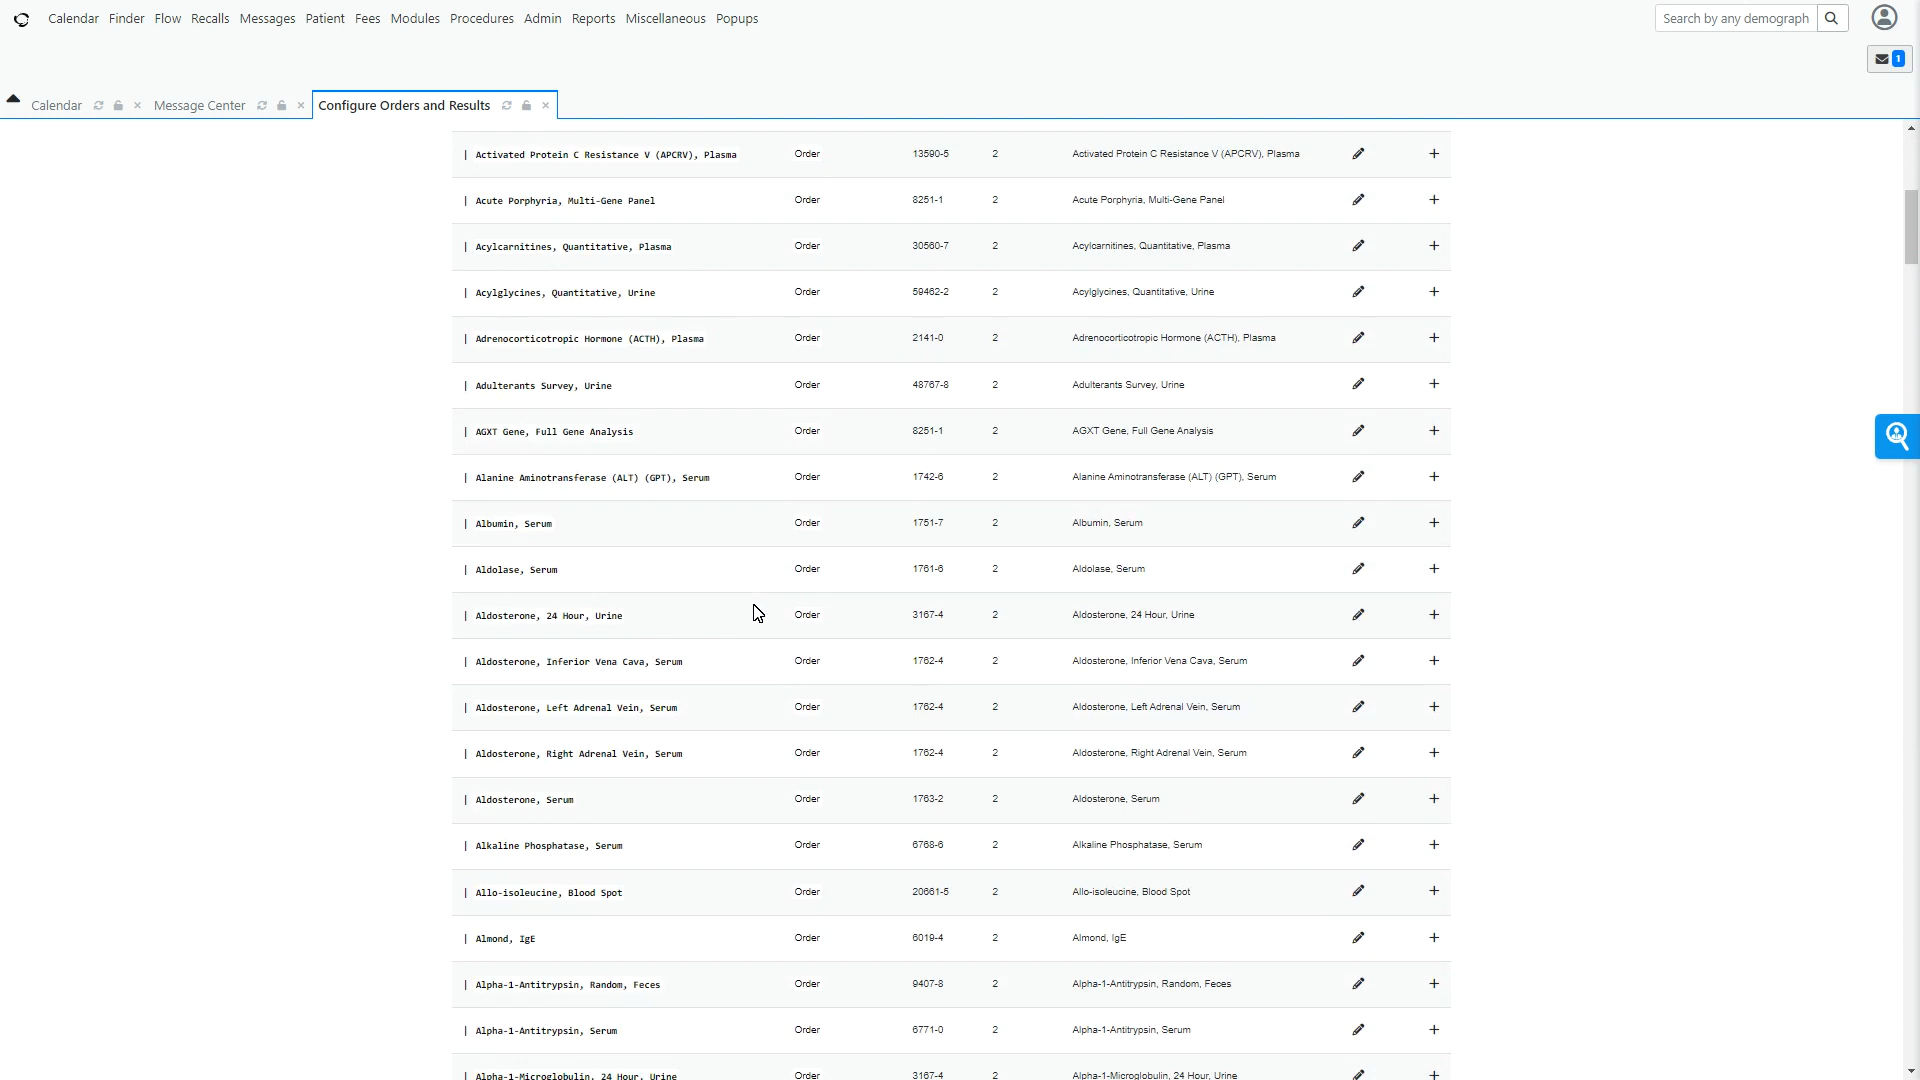 Calendar Finder Flow Recalls Messages Patient Fees Modules Procedures Admin Reports Miscellaneous Popups
Search by any demograph
1
Calendar Message Center Configure Orders and Results
| Activated Protein C Resistance V (APCRV), Plasma Order 13590-5 2 Activated Protein C Resistance V (APCRV), Plasma
| Acute Porphyria, Multi-Gene Panel Order 8251-1 2 Acute Porphyria, Multi-Gene Panel
| Acylcarnitines, Quantitative, Plasma Order 30560-7 2 Acylcarnitines, Quantitative, Plasma
| Acylglycines, Quantitative, Urine Order 59462-2 2 Acylglycines, Quantitative, Urine
| Adrenocorticotropic Hormone (ACTH), Plasma Order 2141-0 2 Adrenocorticotropic Hormone (ACTH), Plasma
| Adulterants Survey, Urine Order 48767-8 2 Adulterants Survey, Urine
| AGXT Gene, Full Gene Analysis Order 8251-1 2 AGXT Gene, Full Gene Analysis
| Alanine Aminotransferase (ALT) (GPT), Serum Order 1742-6 2 Alanine Aminotransferase (ALT) (GPT), Serum
| Albumin, Serum Order 1751-7 2 Albumin, Serum
| Aldolase, Serum Order 1761-6 2 Aldolase, Serum
| Aldosterone, 24 Hour, Urine Order 3167-4 2 Aldosterone, 24 Hour, Urine
| Aldosterone, Inferior Vena Cava, Serum Order 1762-4 2 Aldosterone, Inferior Vena Cava, Serum
| Aldosterone, Left Adrenal Vein, Serum Order 1762-4 2 Aldosterone, Left Adrenal Vein, Serum
| Aldosterone, Right Adrenal Vein, Serum Order 1762-4 2 Aldosterone, Right Adrenal Vein, Serum
| Aldosterone, Serum Order 1763-2 2 Aldosterone, Serum
| Alkaline Phosphatase, Serum Order 6768-6 2 Alkaline Phosphatase, Serum
| Allo-isoleucine, Blood Spot Order 20661-5 2 Allo-isoleucine, Blood Spot
| Almond, IgE Order 6019-4 2 Almond, IgE
| Alpha-1-Antitrypsin, Random, Feces Order 9407-8 2 Alpha-1-Antitrypsin, Random, Feces
| Alpha-1-Antitrypsin, Serum Order 6771-0 2 Alpha-1-Antitrypsin, Serum
| Alpha-1-Microglobulin, 24 Hour, Urine Order 3167-4 2 Alpha-1-Microglobulin, 24 Hour, Urine